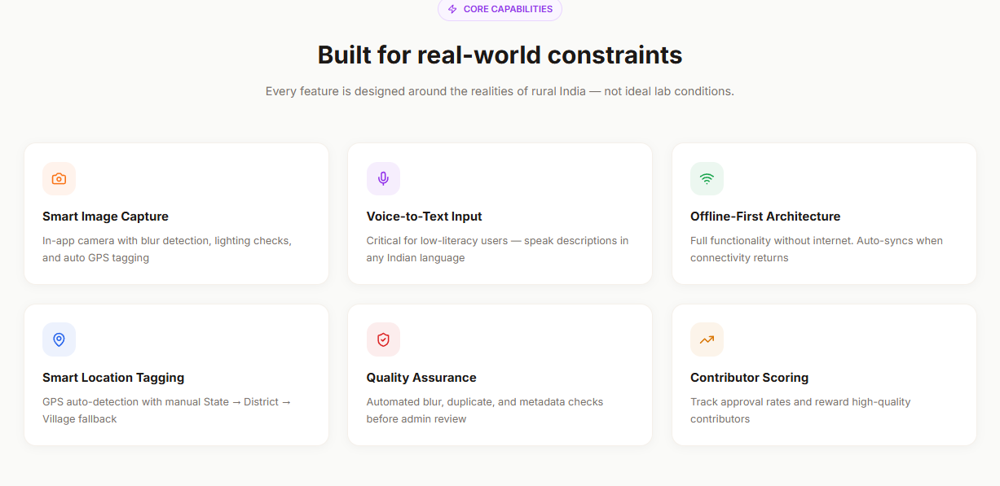 CORE CAPABILITIES
Built for real-world constraints
Every feature is designed around the realities of rural India — not ideal lab conditions.
Smart Image Capture
In-app camera with blur detection, lighting checks,
and auto GPS tagging
Voice-to-Text Input
Critical for low-literacy users — speak descriptions in
any Indian language
Offline-First Architecture
Full functionality without internet. Auto-syncs when
connectivity returns
Smart Location Tagging
GPS auto-detection with manual State → District →
Village fallback
Quality Assurance
Automated blur, duplicate, and metadata checks
before admin review
Contributor Scoring
Track approval rates and reward high-quality
contributors